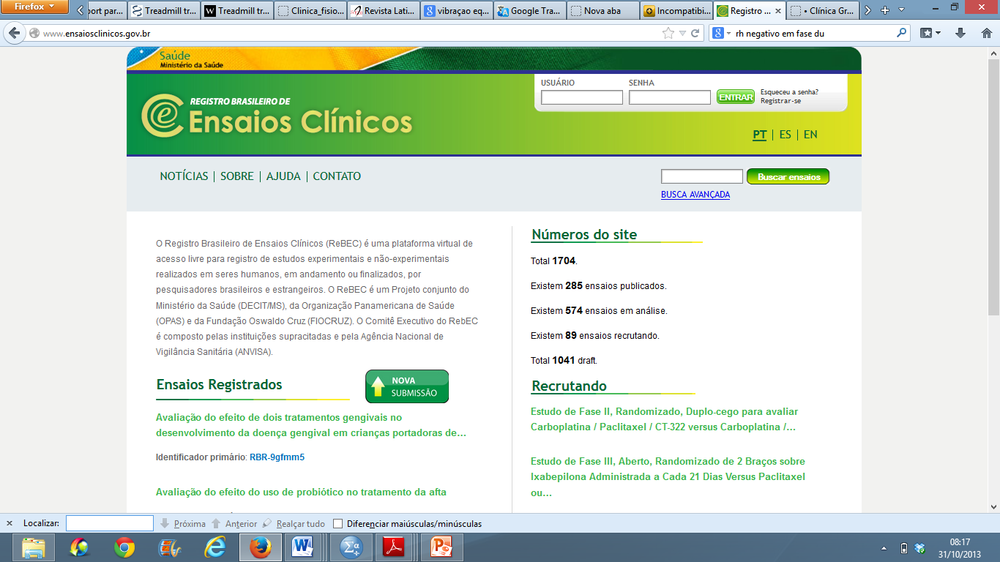 Firefox
port par...
Treadmill tr...
Treadmill tr...
Clinica_fisio...
Revista Lati...
vibraçao eq...
Google Tra...
Nova aba
Incompatibi...
Registro ...
• Clínica Gr...
www.ensaiosclinicos.gov.br
rh negativo em fase du
Saúde
Ministério da Saúde
REGISTRO BRASILEIRO DE
Ensaios Clínicos
USUÁRIO
SENHA
ENTRAR
Esqueceu a senha?
Registrar-se
PT | ES | EN
NOTÍCIAS | SOBRE | AJUDA | CONTATO
Buscar ensaios
BUSCA AVANÇADA
O Registro Brasileiro de Ensaios Clínicos (ReBEC) é uma plataforma virtual de
acesso livre para registro de estudos experimentais e não-experimentais
realizados em seres humanos, em andamento ou finalizados, por
pesquisadores brasileiros e estrangeiros. O ReBEC é um Projeto conjunto do
Ministério da Saúde (DECIT/MS), da Organização Panamericana de Saúde
(OPAS) e da Fundação Oswaldo Cruz (FIOCRUZ). O Comitê Executivo do RebEC
é composto pelas instituições supracitadas e pela Agência Nacional de
Vigilância Sanitária (ANVISA).
Ensaios Registrados
NOVA
SUBMISSÃO
Avaliação do efeito de dois tratamentos gengivais no
desenvolvimento da doença gengival em crianças portadoras de...
Identificador primário: RBR-9gfmm5
Avaliação do efeito do uso de probiótico no tratamento da afta
Números do site
Total 1704.
Existem 285 ensaios publicados.
Existem 574 ensaios em análise.
Existem 89 ensaios recrutando.
Total 1041 draft.
Recrutando
Estudo de Fase II, Randomizado, Duplo-cego para avaliar
Carboplatina / Paclitaxel / CT-322 versus Carboplatina /...
Estudo de Fase III, Aberto, Randomizado de 2 Braços sobre
Ixabepilona Administrada a Cada 21 Dias Versus Paclitaxel
ou...
Localizar:
Próxima
Anterior
Realçar tudo
Diferenciar maiúsculas/minúsculas
08:17
31/10/2013